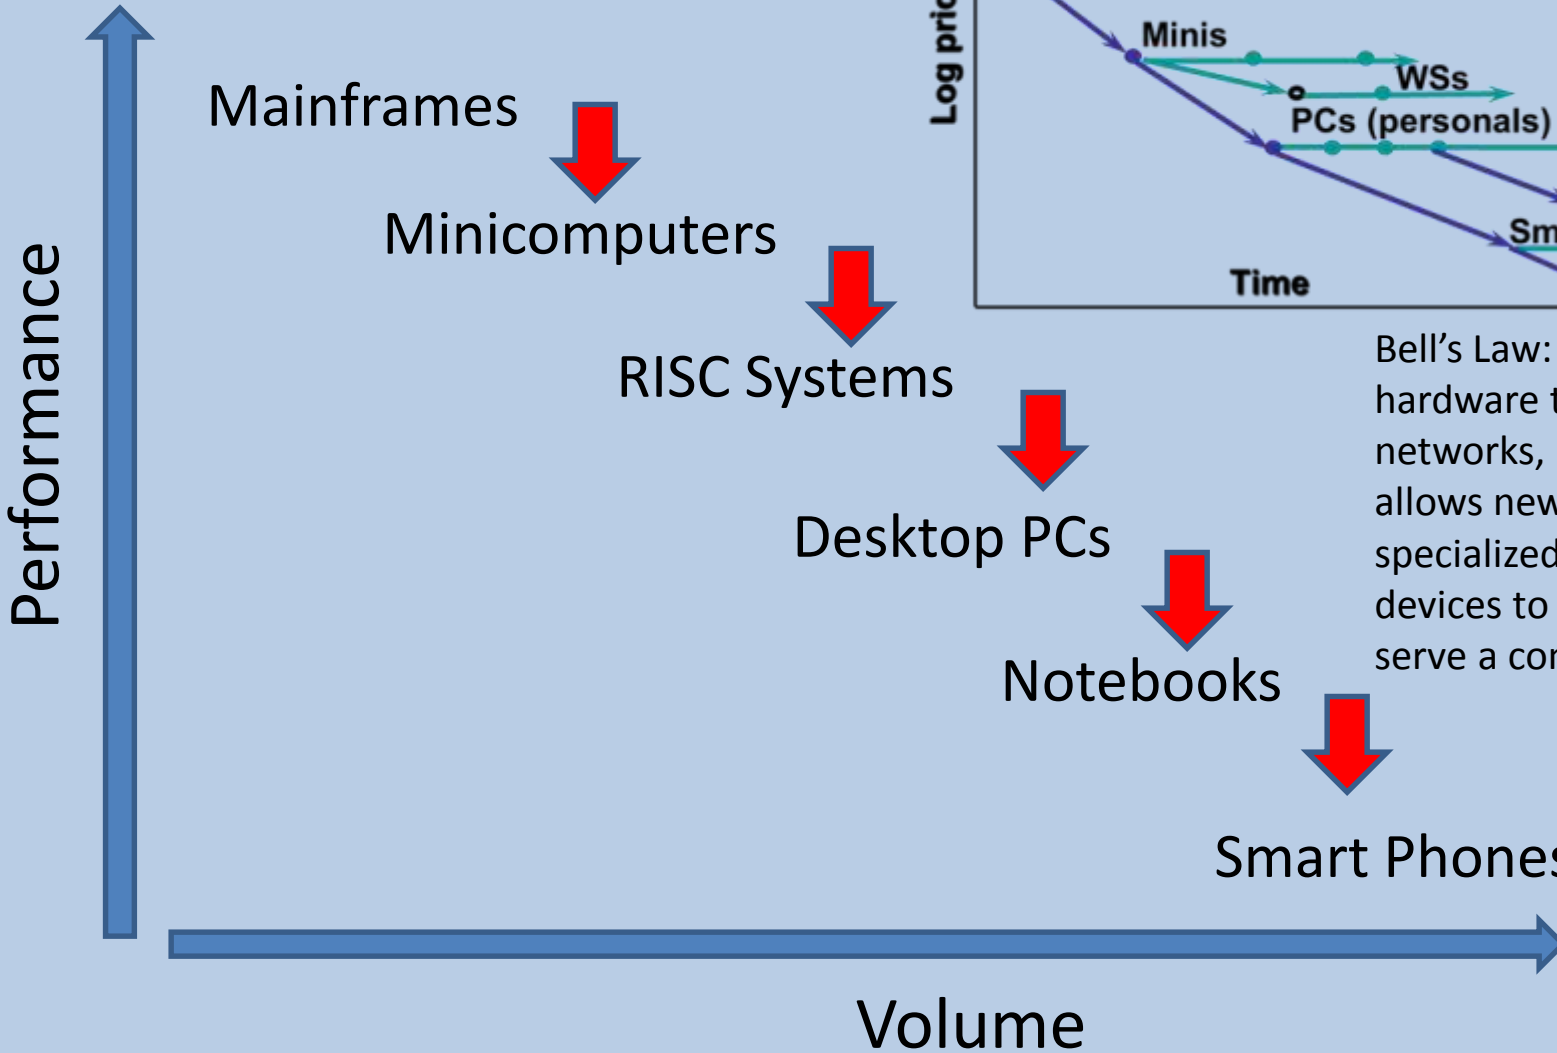 Minis
WSs
PCs (personals)
Time
Mainframes
Minicomputers
RISC Systems
Desktop PCs
Notebooks
Smart Phones
Performance
Volume
Log
Bell's Law:
hardware
networks,
allows new
specialized
devices to
serve a